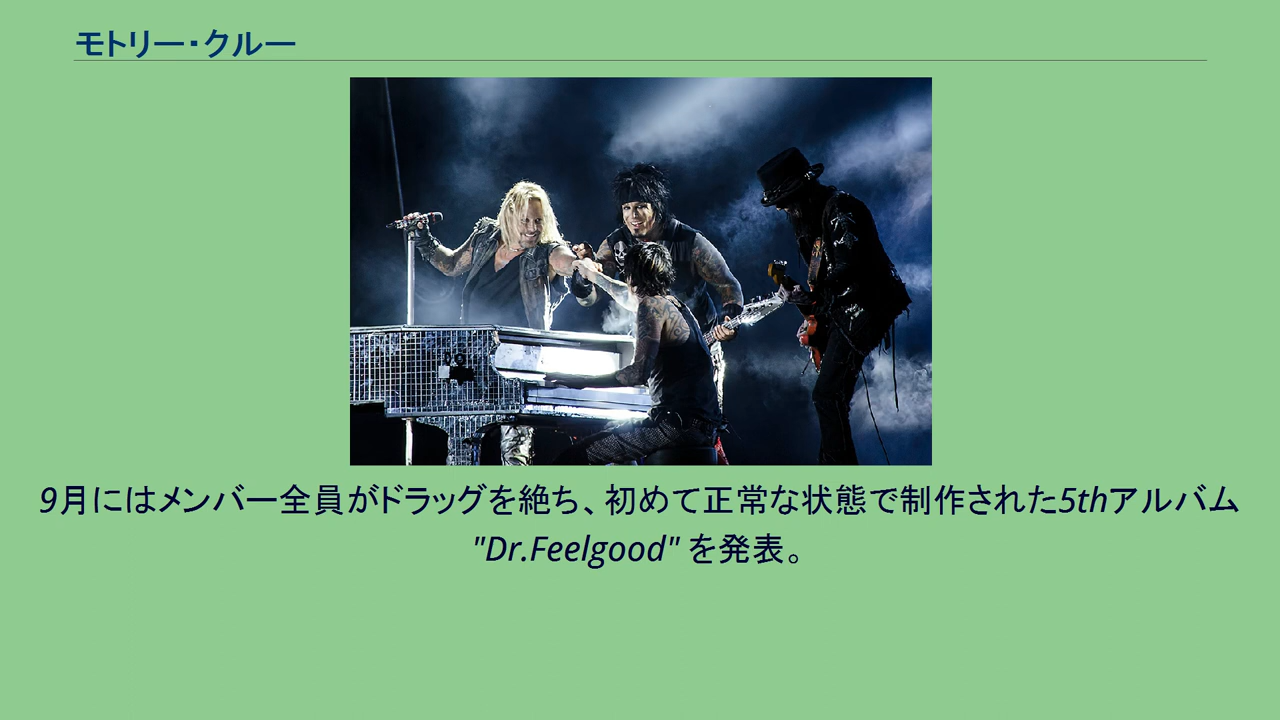 モトリー・クルー
9月にはメンバー全員がドラッグを絶ち、初めて正常な状態で制作された5thアルバム
"Dr.Feelgood" を発表。